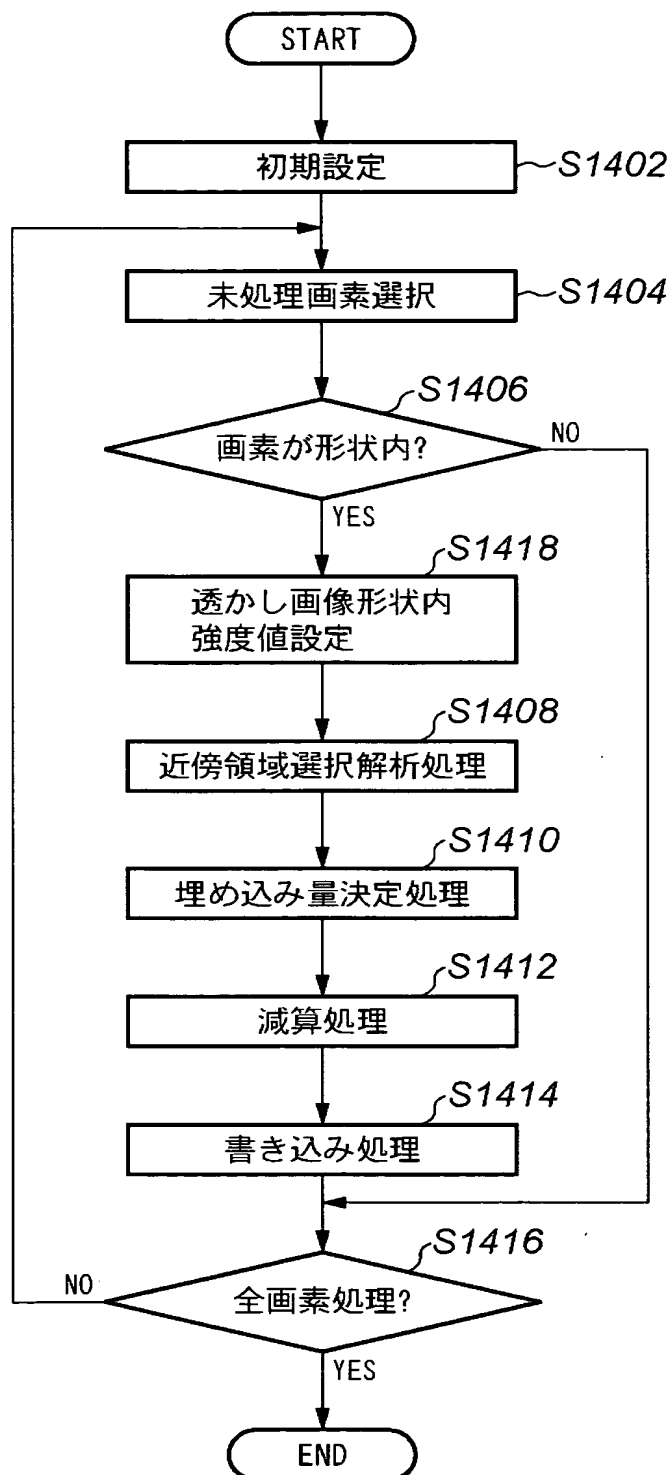 START
初期設定
S1402
未処理画素選択
S1404
S1406
画素が形状内?
NO
YES
S1418
透かし画像形状内
強度値設定
S1408
近傍領域選択解析処理
S1410
埋め込み量決定処理
S1412
減算処理
S1414
書き込み処理
S1416
NO
全画素処理?
YES
END